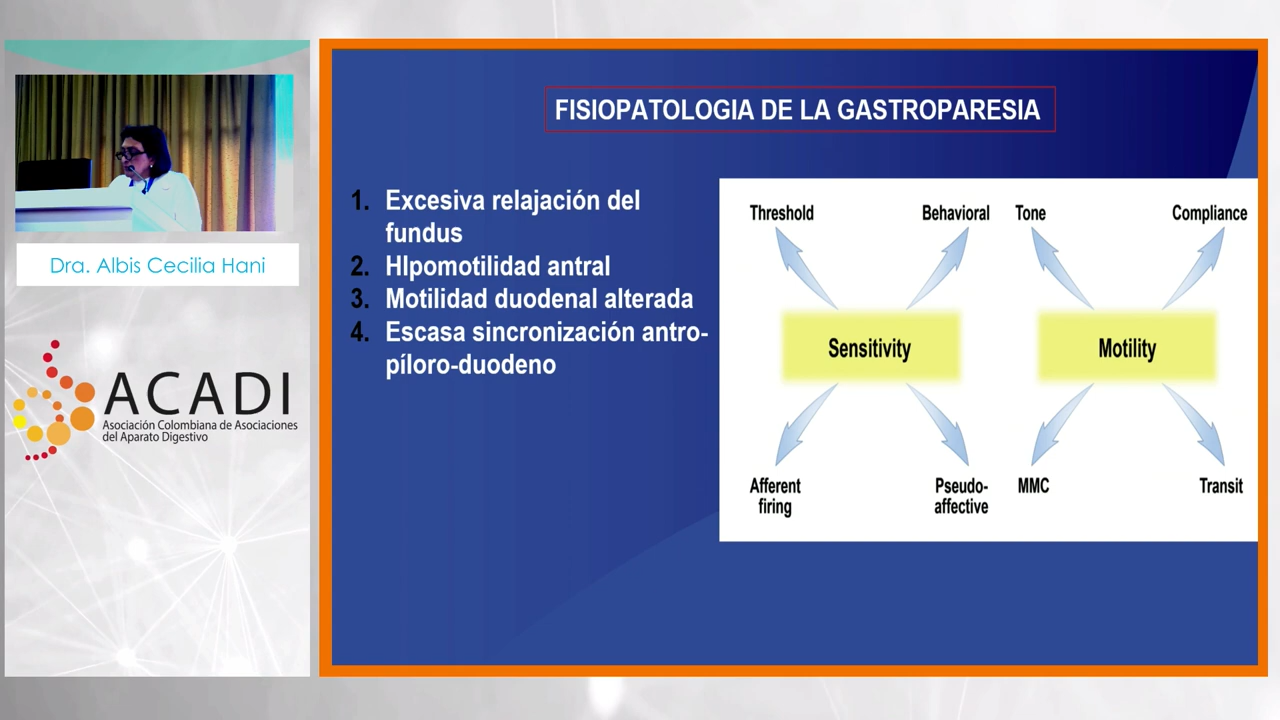 Dra. Albis Cecilia Hani
ACADI
Asociación Colombiana de Asociaciones
del Aparato Digestivo
FISIOPATOLOGIA DE LA GASTROPARESIA
1. Excesiva relajación del
fundus
2. HIpomotilidad antral
3. Motilidad duodenal alterada
4. Escasa sincronización antro-
píloro-duodeno
Threshold
Behavioral
Sensitivity
Afferent
firing
Pseudo-
affective
Tone
Compliance
Motility
MMC
Transit